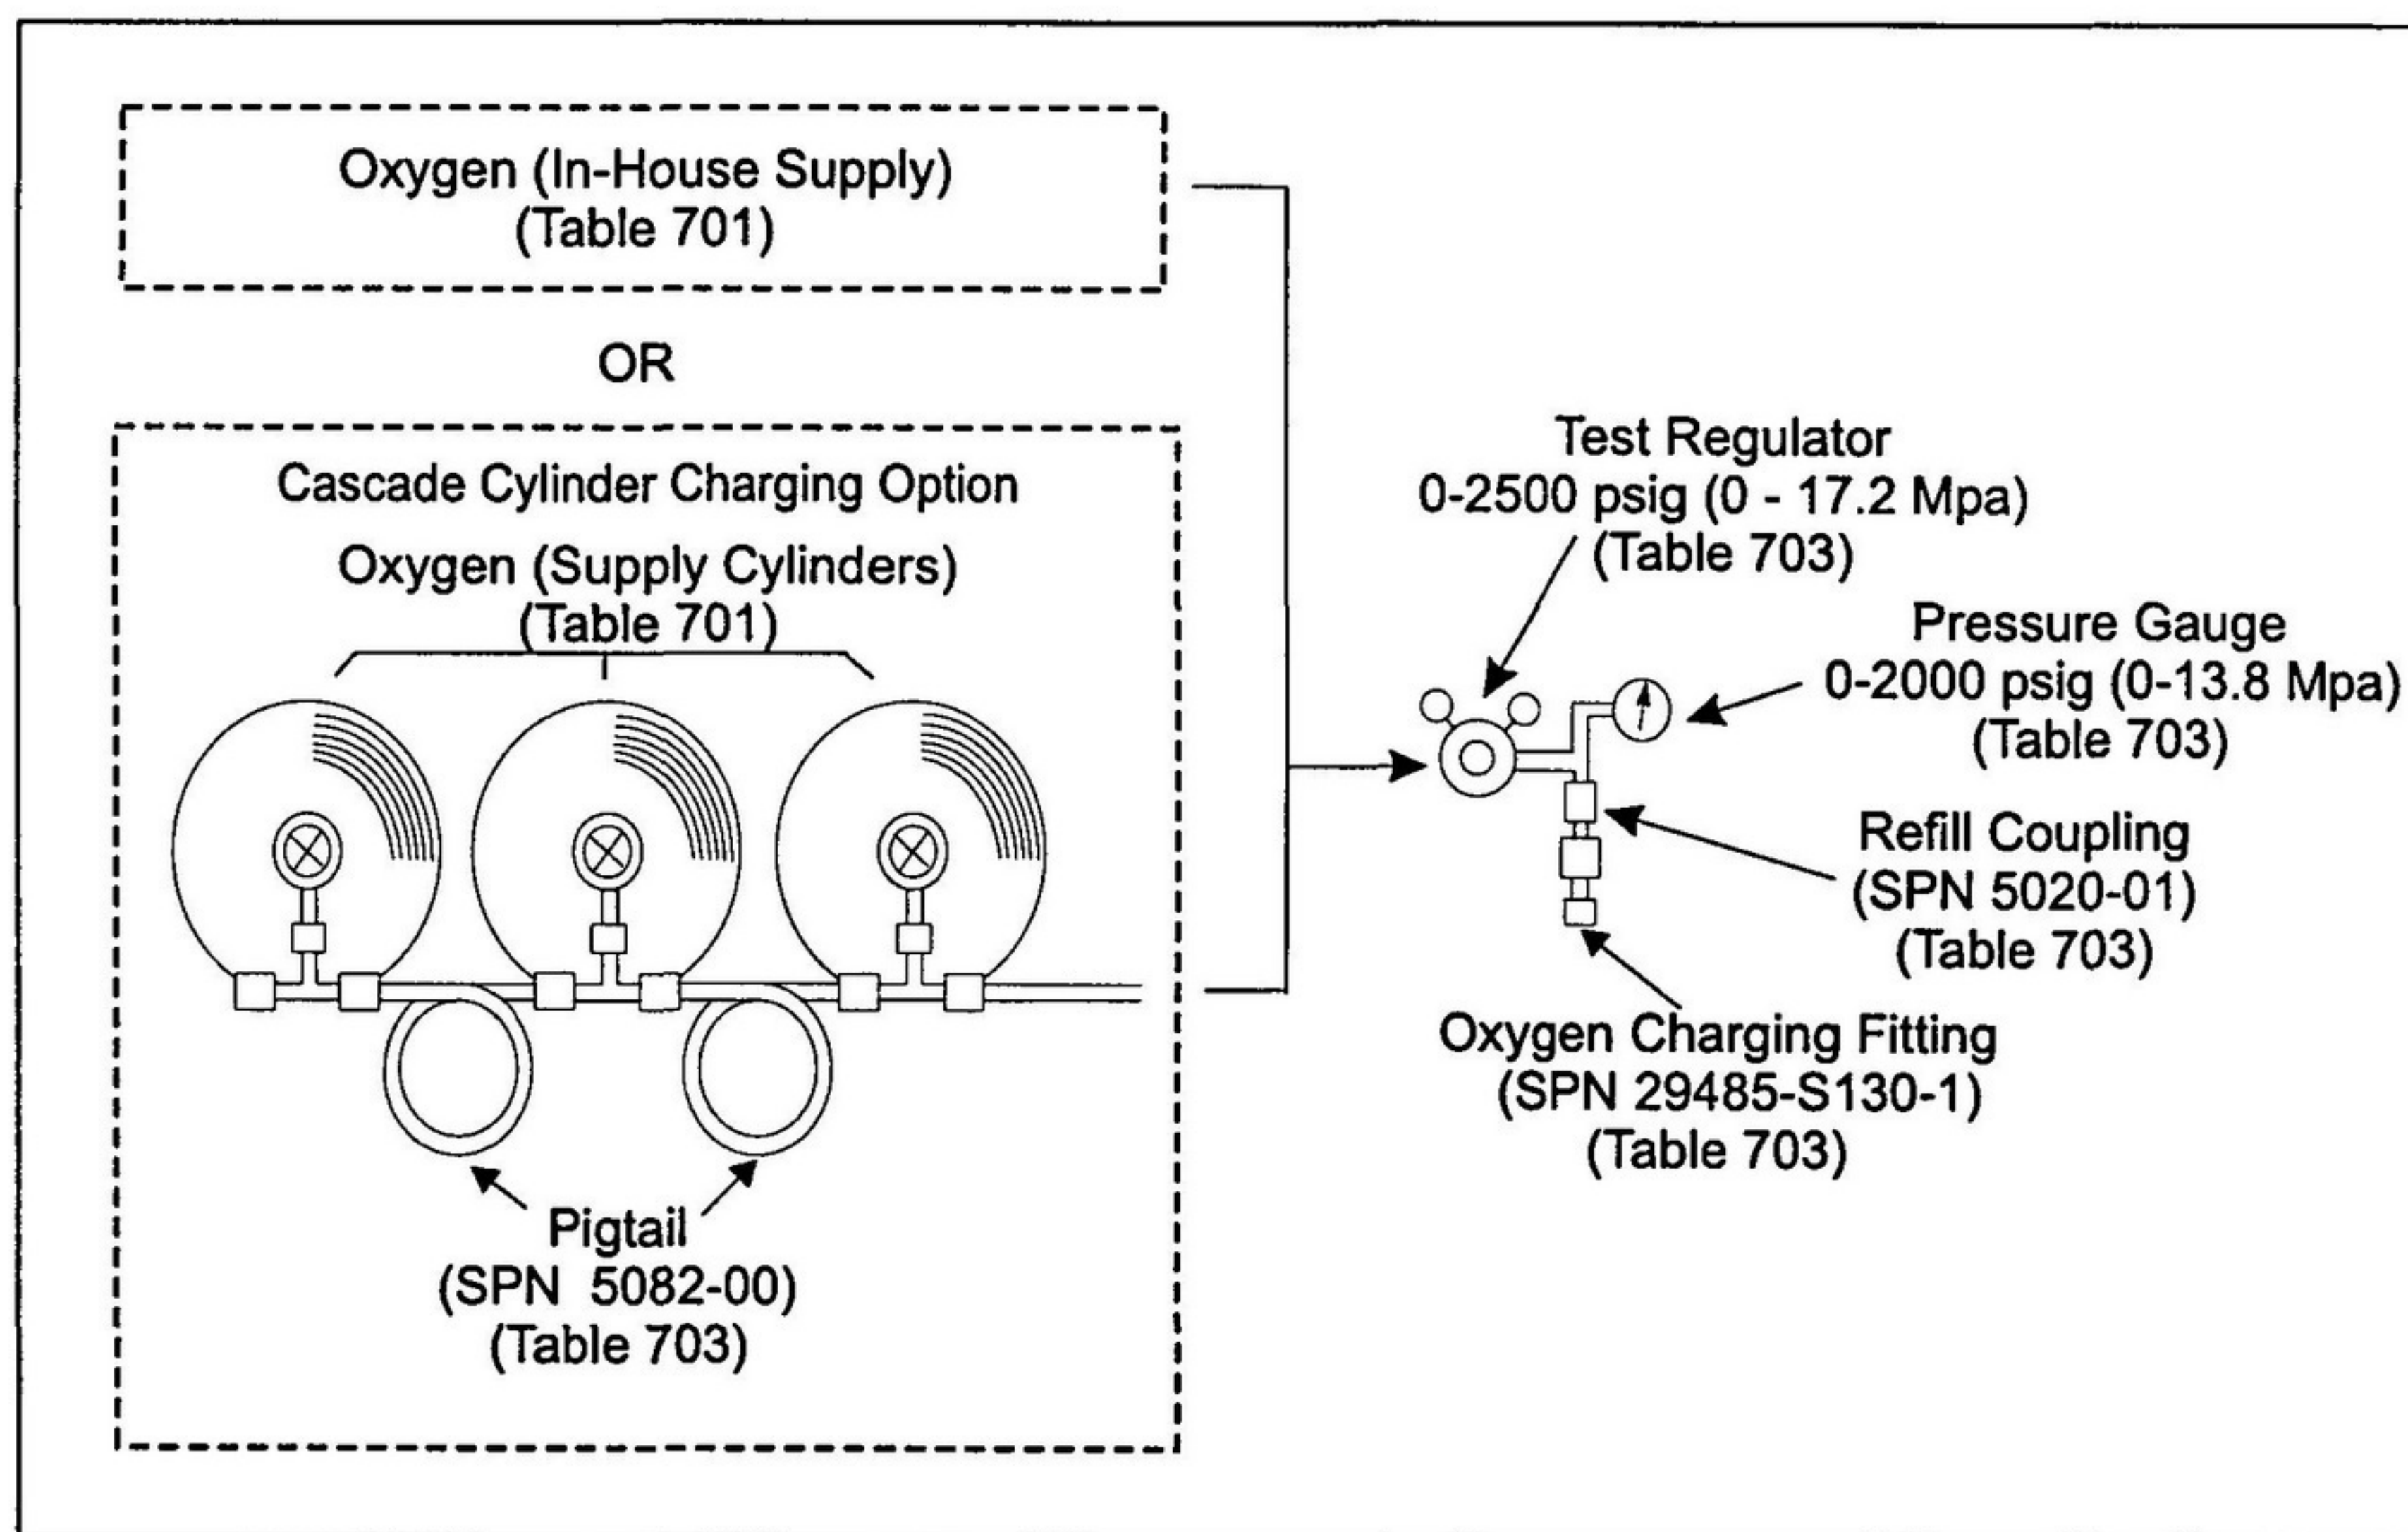 Oxygen (In-House Supply)
(Table 701)
OR
Cascade Cylinder Charging Option
Oxygen (Supply Cylinders)
(Table 701)
Pigtail
(SPN  5082-00)
(Table 703)
Test Regulator
0-2500 psig (0 - 17.2 Mpa)
(Table 703)
Pressure Gauge
0-2000 psig (0-13.8 Mpa)
(Table 703)
Refill Coupling
(SPN 5020-01)
(Table 703)
Oxygen Charging Fitting
(SPN 29485-S130-1)
(Table 703)